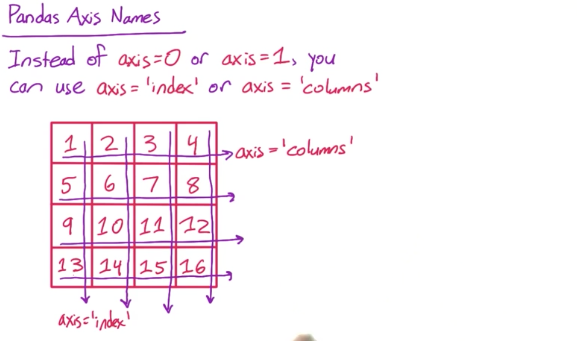 Pandas Axis Names
Instead of axis=0 or axis=1, you
can use axis='index' or axis='columns'
1 2 3 4
axis='columns'
5 6 7 8
9 10 11 12
13 14 15 16
axis='index'